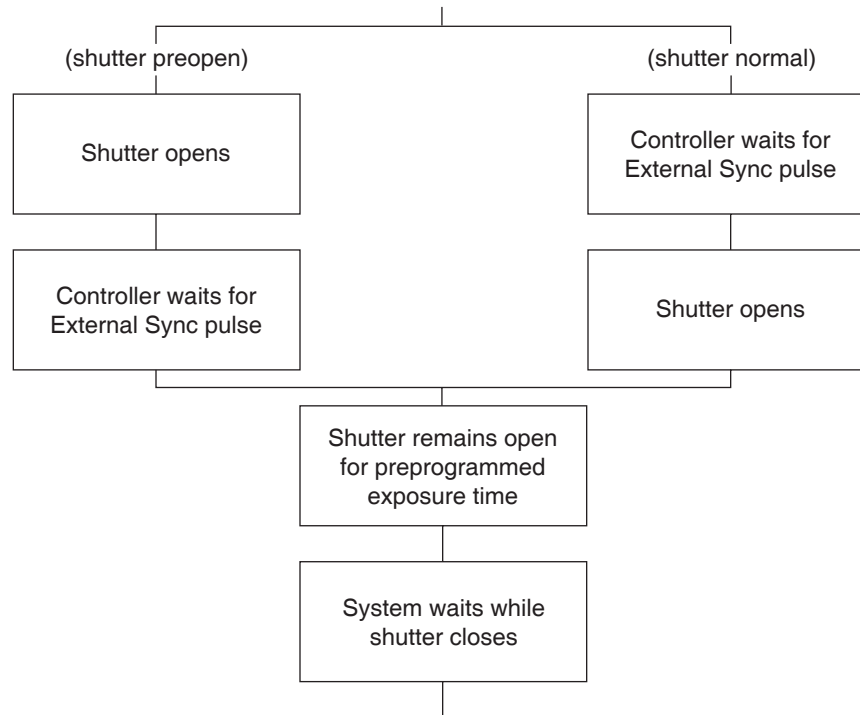 (shutter preopen)
(shutter normal)
Shutter opens
Controller waits for
External Sync pulse
Controller waits for
External Sync pulse
Shutter opens
Shutter remains open
for preprogrammed
exposure time
System waits while
shutter closes